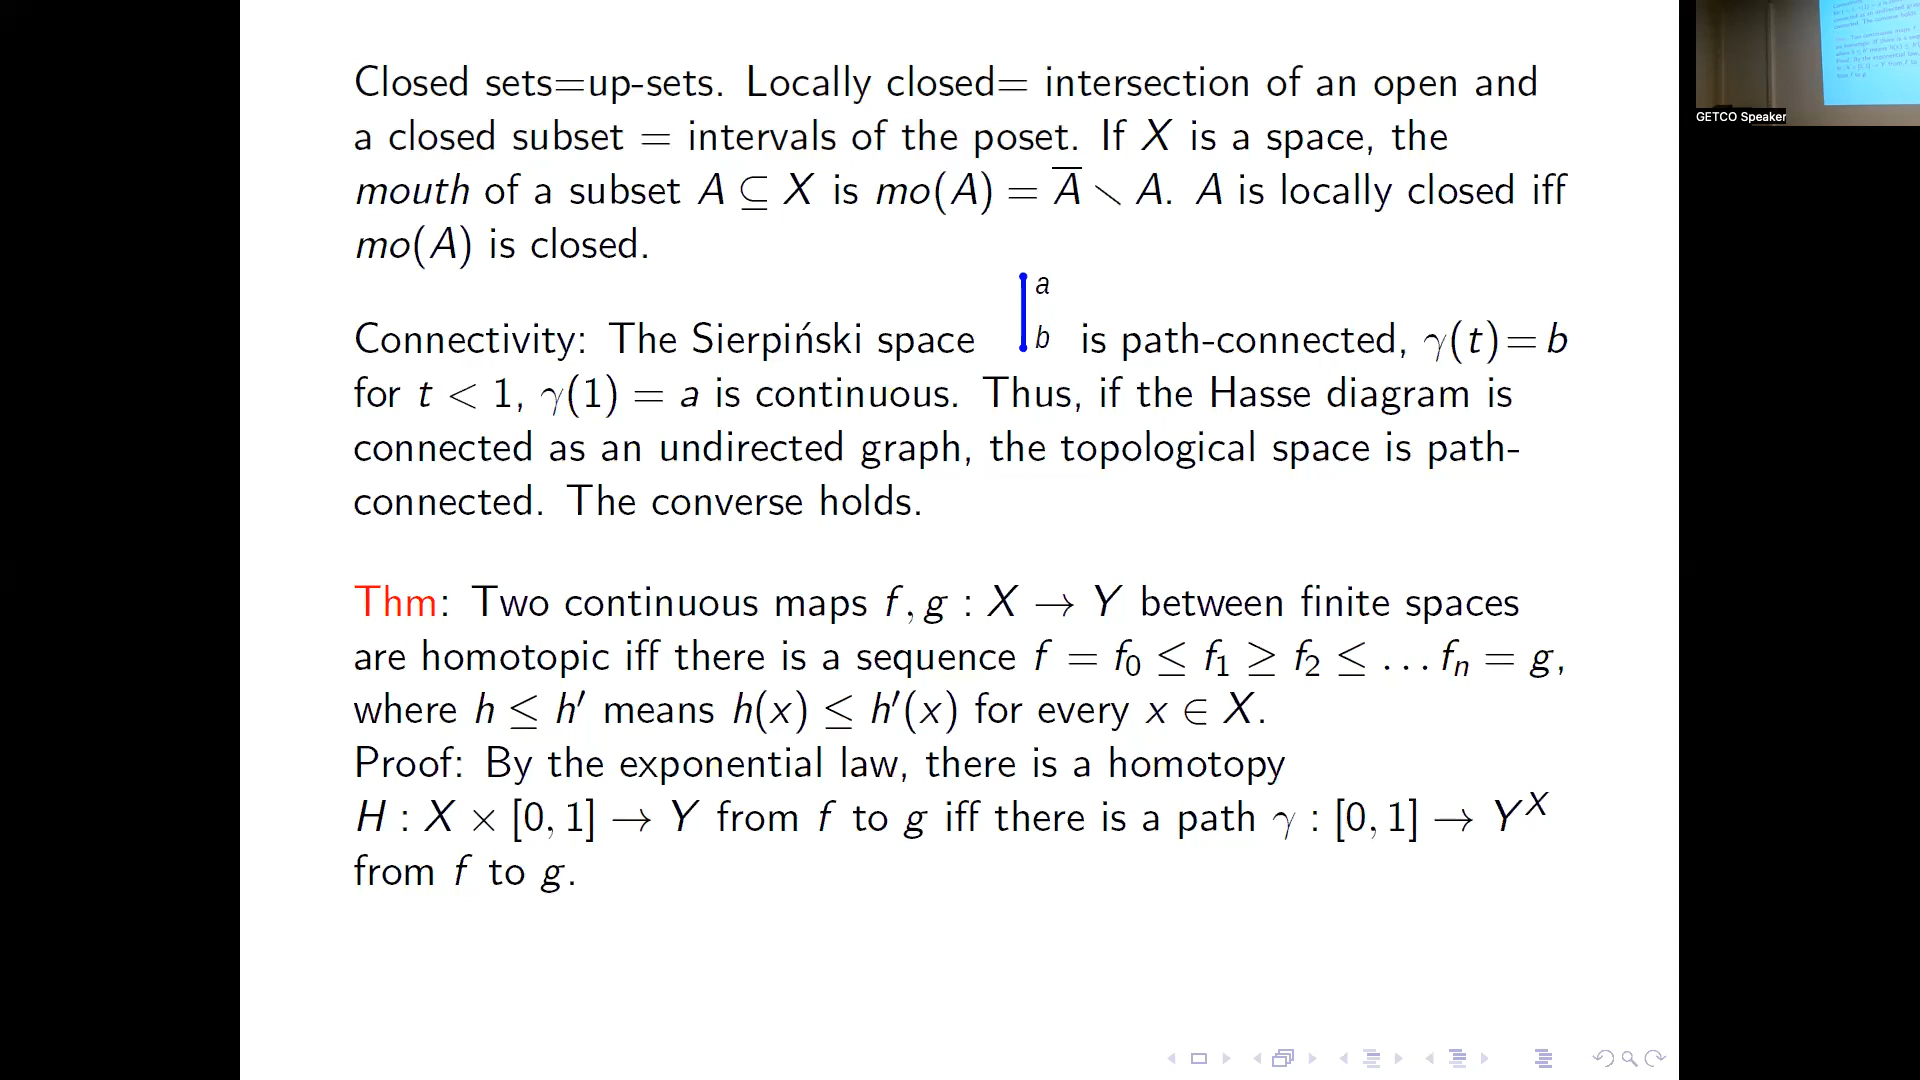 Closed sets=up-sets. Locally closed= intersection of an open and
a closed subset = intervals of the poset. If X is a space, the
mouth of a subset A ⊆ X is mo(A) = A̅ ∖ A. A is locally closed iff
mo(A) is closed.
a
Connectivity: The Sierpiński space b is path-connected, γ(t)=b
for t < 1, γ(1) = a is continuous. Thus, if the Hasse diagram is
connected as an undirected graph, the topological space is path-
connected. The converse holds.
Thm: Two continuous maps f, g : X → Y between finite spaces
are homotopic iff there is a sequence f = f₀ ≤ f₁ ≥ f₂ ≤ ... fₙ = g,
where h ≤ h′ means h(x) ≤ h′(x) for every x ∈ X.
Proof: By the exponential law, there is a homotopy
H : X × [0, 1] → Y from f to g iff there is a path γ : [0, 1] → Y^X
from f to g.
GETCO Speaker